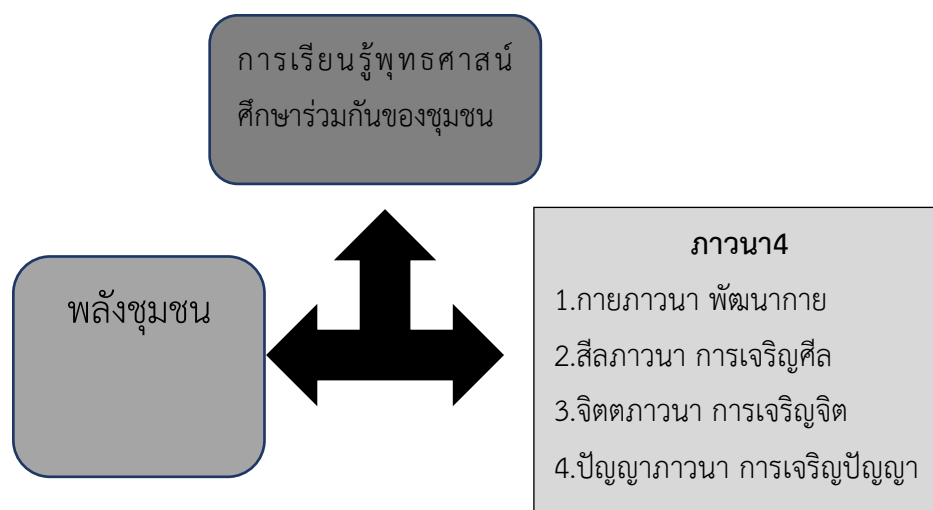 การเรียนรู้พุทธศาสน์
ศึกษาร่วมกันของชุมชน
พลังชุมชน
ภาวนา4
1.กายภาวนา พัฒนากาย
2.สีลภาวนา การเจริญศีล
3.จิตตภาวนา การเจริญจิต
4.ปัญญาภาวนา การเจริญปัญญา